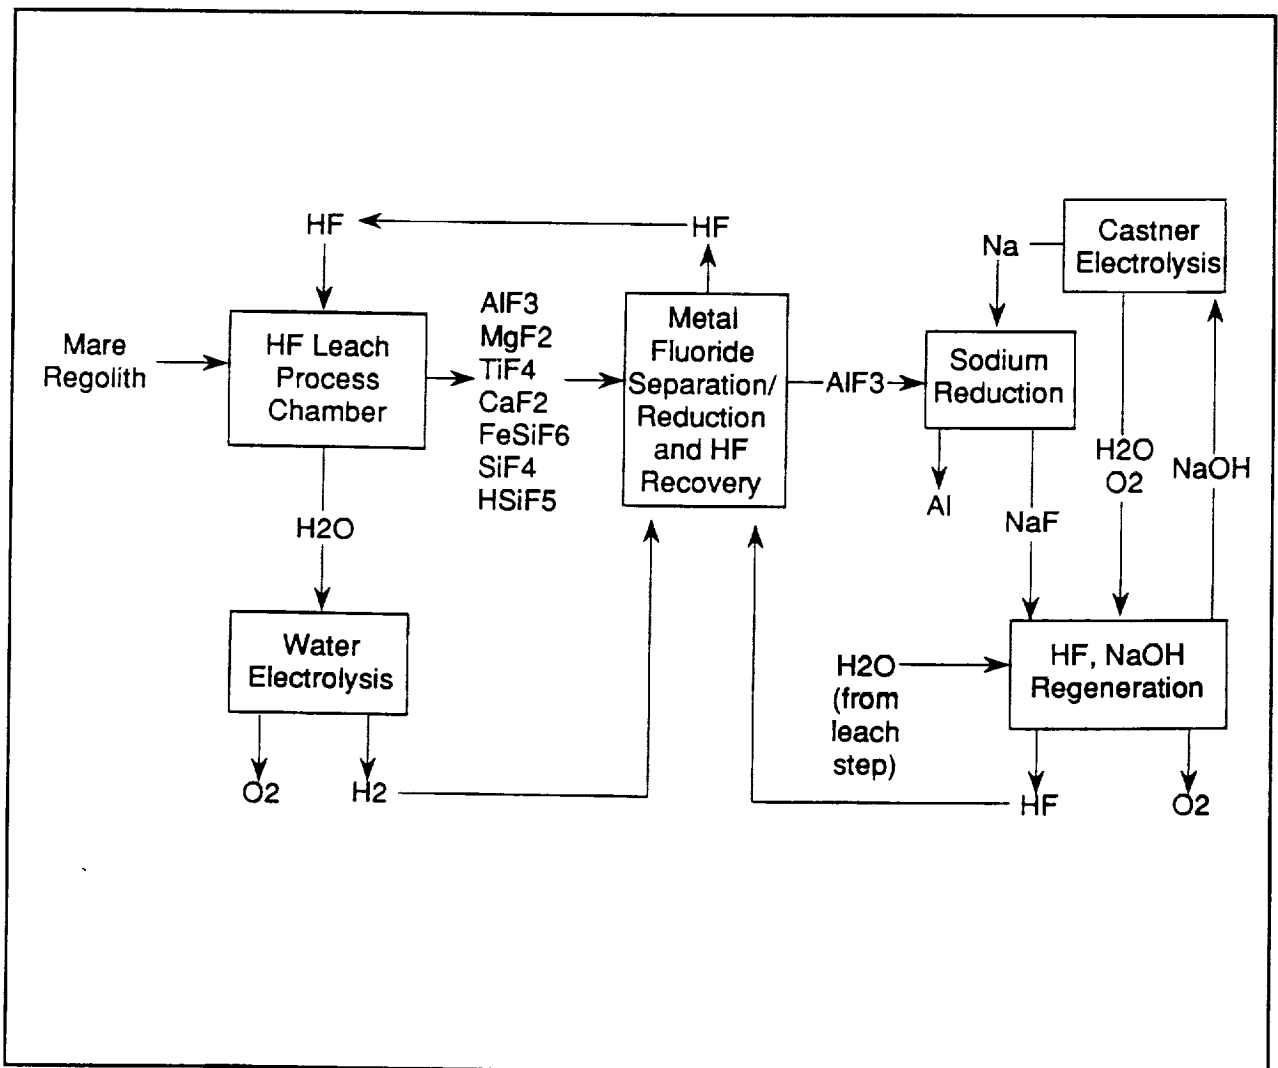 HF
HF
Na
Castner
Electrolysis
Mare
Regolith
HF Leach
Process
Chamber
AlF3
MgF2
TiF4
CaF2
FeSiF6
SiF4
HSiF5
Metal
Fluoride
Separation/
Reduction
and HF
Recovery
AlF3
Sodium
Reduction
H2O
O2
NaOH
Al
NaF
H2O
Water
Electrolysis
O2
H2
H2O
(from
leach
step)
HF, NaOH
Regeneration
HF
O2